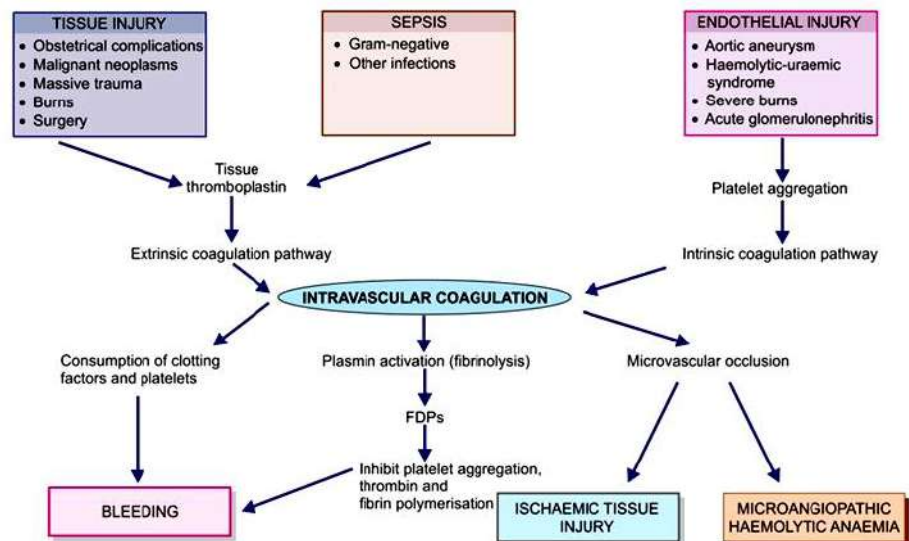 TISSUE INJURY
• Obstetrical complications
• Malignant neoplasms
• Massive trauma
• Burns
• Surgery
SEPSIS
• Gram-negative
• Other infections
ENDOTHELIAL INJURY
• Aortic aneurysm
• Haemolytic-uraemic
syndrome
• Severe burns
• Acute glomerulonephritis
Tissue
thromboplastin
Platelet aggregation
Extrinsic coagulation pathway
Intrinsic coagulation pathway
INTRAVASCULAR COAGULATION
Consumption of clotting
factors and platelets
Plasmin activation (fibrinolysis)
Microvascular occlusion
FDPs
Inhibit platelet aggregation,
thrombin and
fibrin polymerisation
BLEEDING
ISCHAEMIC TISSUE
INJURY
MICROANGIOPATHIC
HAEMOLYTIC ANAEMIA